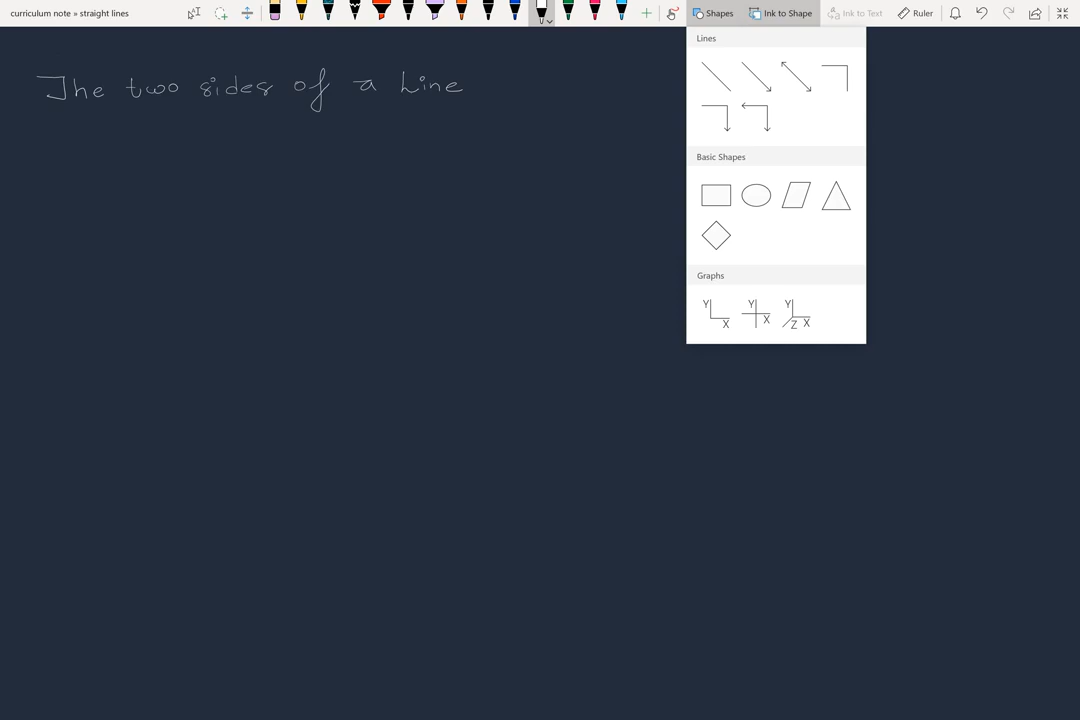 curriculum note » straight lines
Shapes
Ink to Shape
Ink to Text
Ruler
The two sides of a Line
Lines
Basic Shapes
Graphs
Y X
Y X
Y Z X